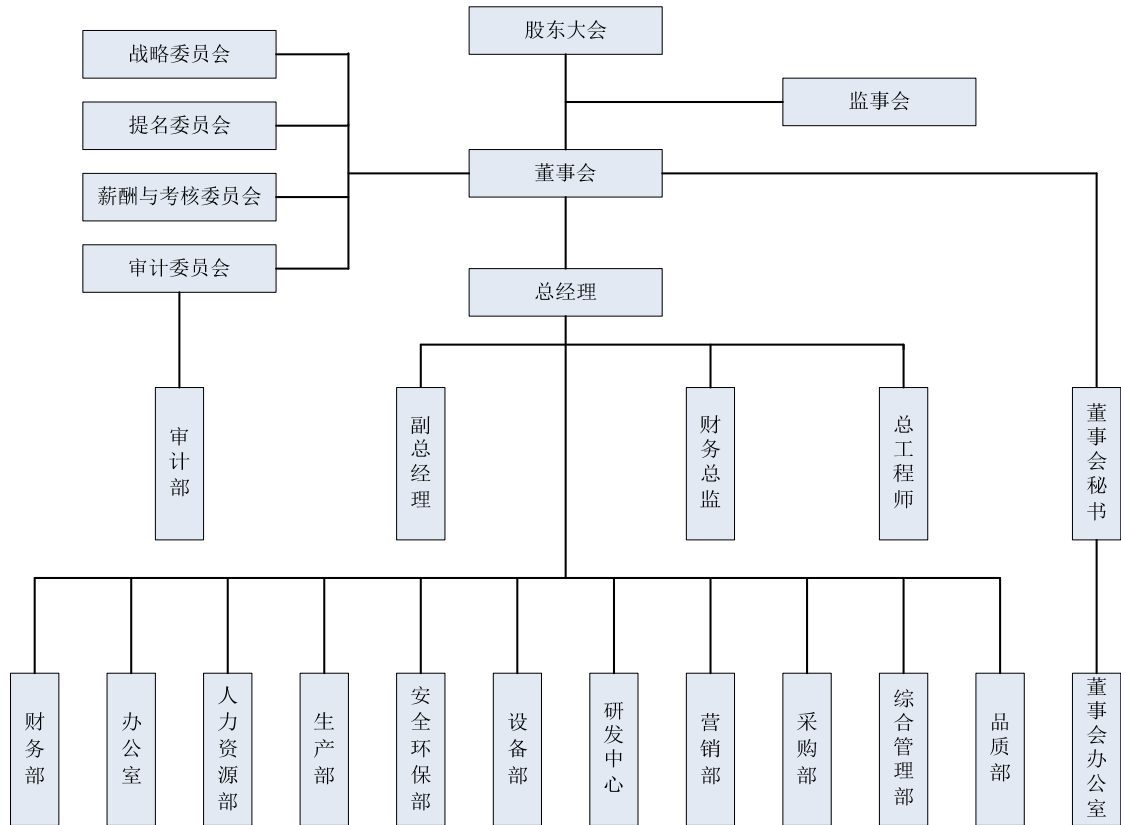 股东大会
战略委员会
监事会
提名委员会
董事会
薪酬与考核委员会
审计委员会
总经理
审计部
副总经理
财务总监
总工程师
董事会秘书
财务部
办公室
人力资源部
生产部
安全环保部
设备部
研发中心
营销部
采购部
综合管理部
品质部
董事会办公室